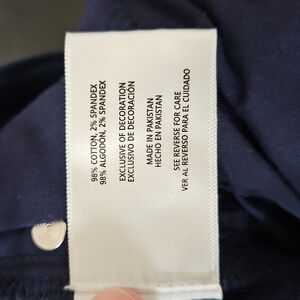 98% COTTON, 2% SPANDEX
98% ALGODON, 2% SPANDEX
EXCLUSIVE OF DECORATION
EXCLUSIVO DE DECORACIÓN
MADE IN PAKISTAN
HECHO EN PAKISTAN
SEE REVERSE FOR CARE
VER AL REVERSO PARA EL CUIDADO